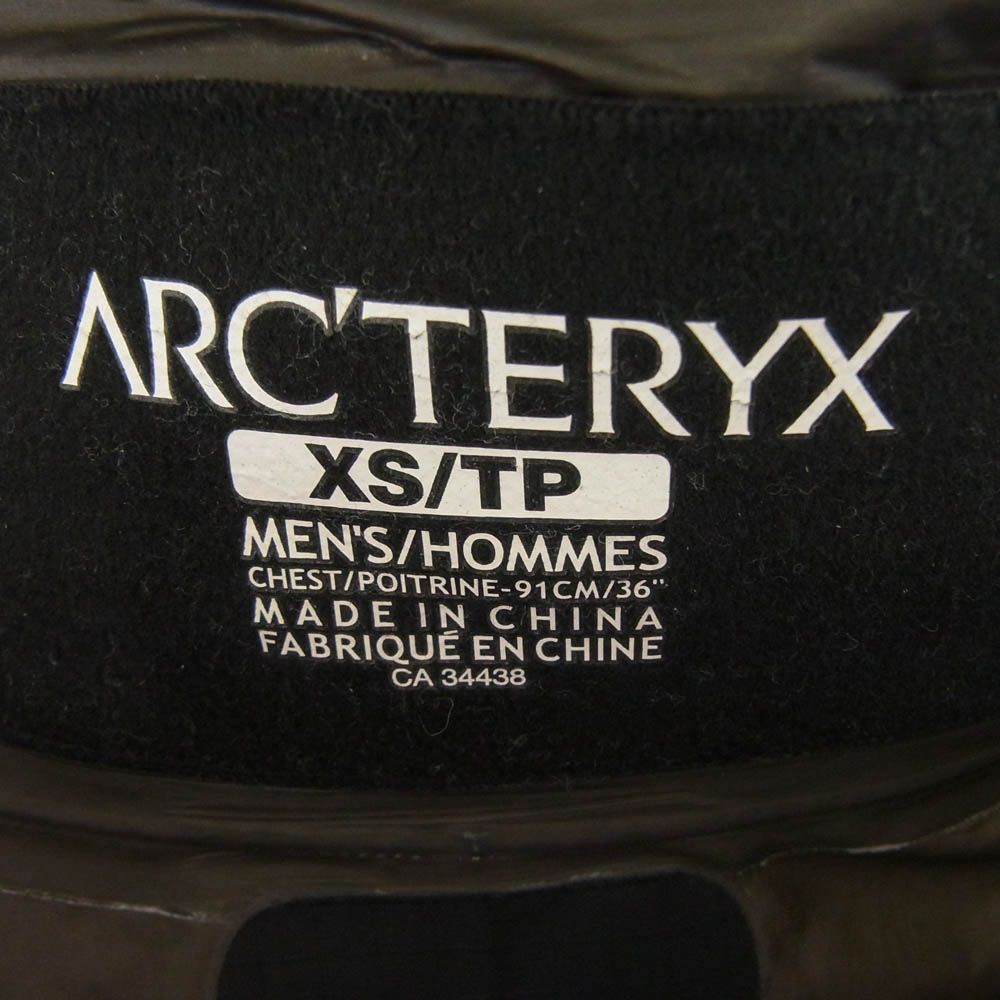 ARC'TERYX
XS/TP
MEN'S/HOMMES
CHEST/POITRINE-91CM/36"
MADE IN CHINA
FABRIQUÉ EN CHINE
CA 34438